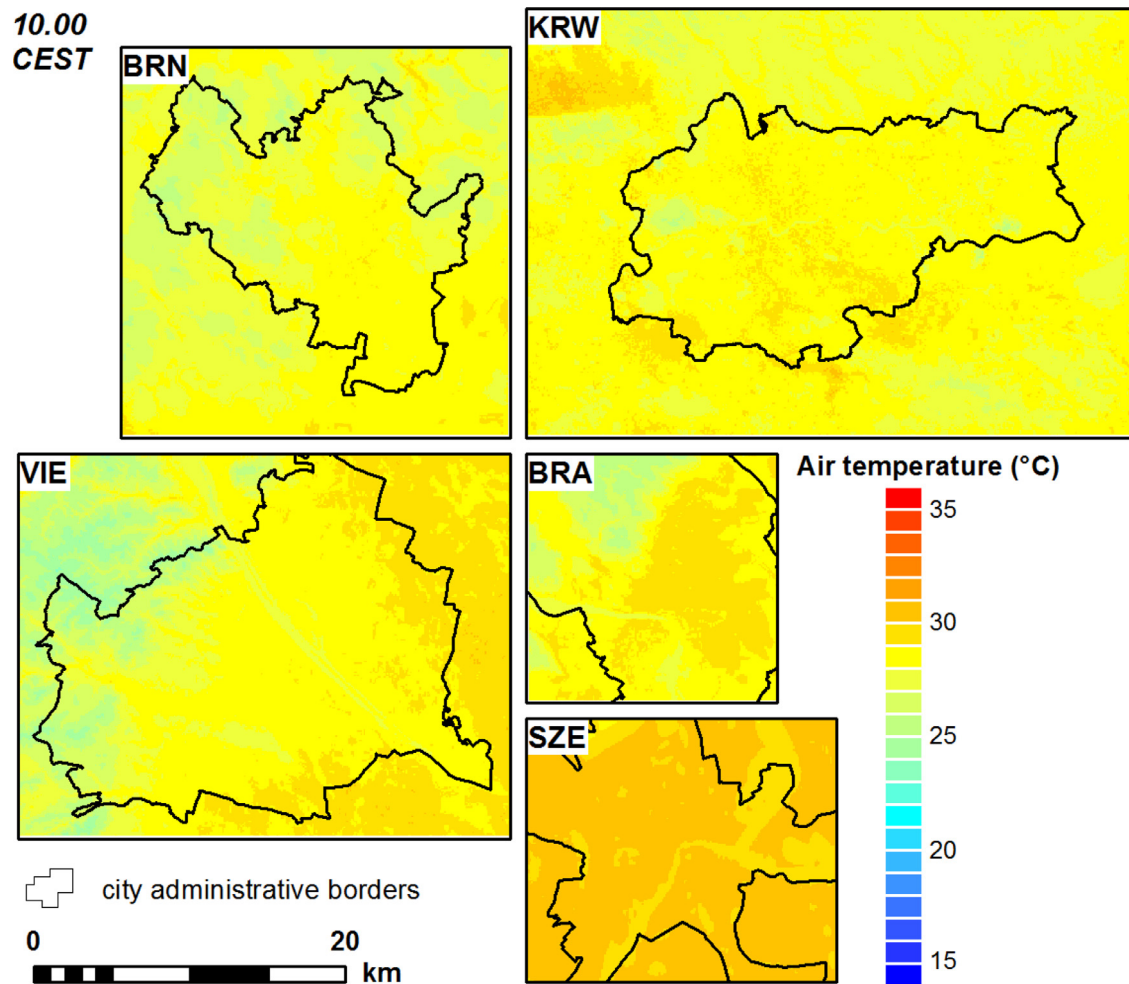 10.00
CEST
BRN
KRW
VIE
BRA
Air temperature (°C)
35
30
25
20
15
SZE
city administrative borders
0 20
km